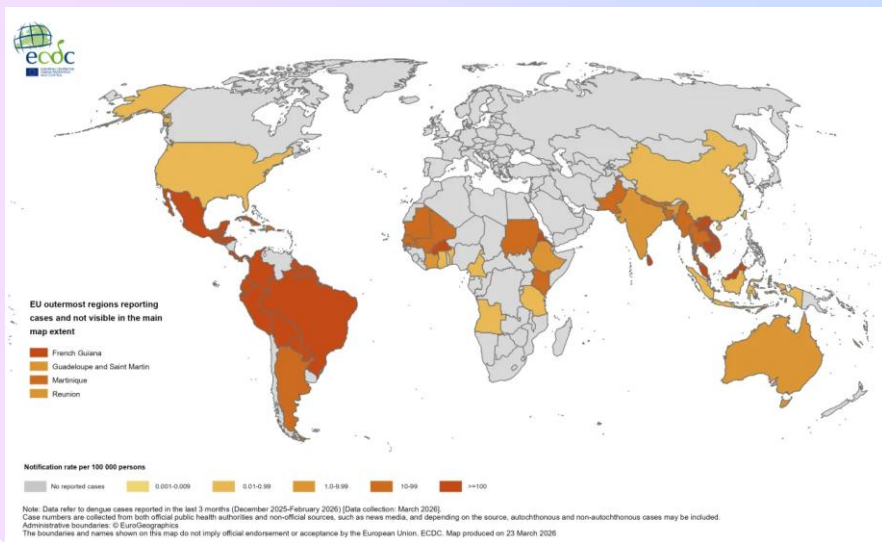 ecdc
EU outermost regions reporting
cases and not visible in the main
map extent
French Guiana
Guadeloupe and Saint Martin
Martinique
Reunion
Notification rate per 100 000 persons
No reported cases
0.001-0.009
0.01-0.99
1.0-9.99
10-99
>=100
Note: Data refer to dengue cases reported in the last 3 months (December 2025-February 2026) [Data collection: March 2026].
Case numbers are collected from both official public health authorities and non-official sources, such as news media, and depending on the source, autochthonous and non-autochthonous cases may be included.
Administrative boundaries: © EuroGeographics
The boundaries and names shown on this map do not imply official endorsement or acceptance by the European Union. ECDC. Map produced on 23 March 2026